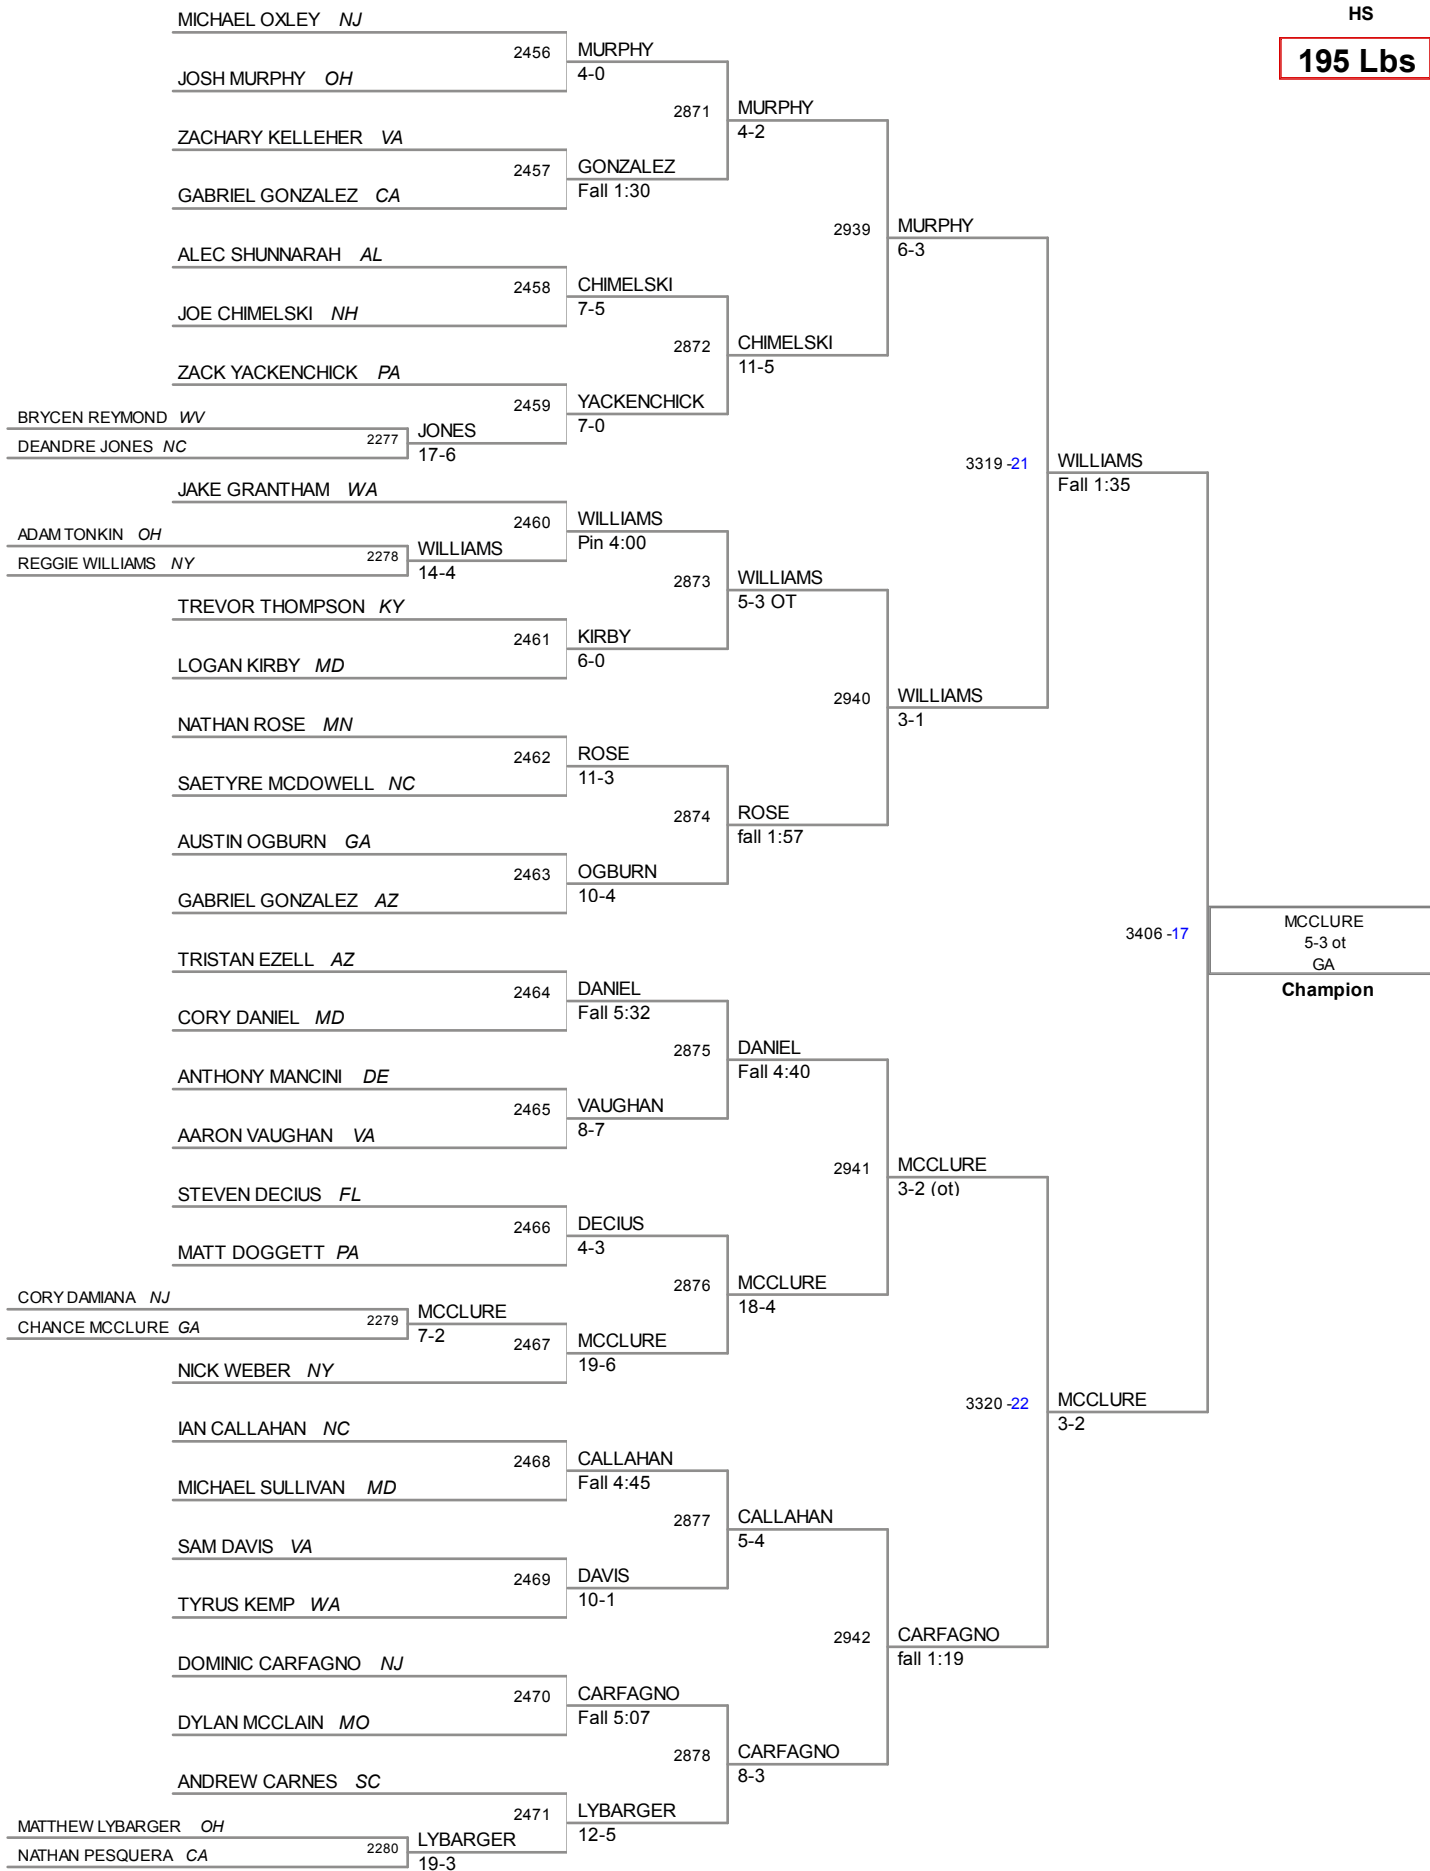 HS
195 Lbs
MICHAEL OXLEY NJ
2456 MURPHY
4-0
JOSH MURPHY OH
2871 MURPHY
4-2
ZACHARY KELLEHER VA
2457 GONZALEZ
Fall 1:30
GABRIEL GONZALEZ CA
2939 MURPHY
6-3
ALEC SHUNNARAH AL
2458 CHIMELSKI
7-5
JOE CHIMELSKI NH
2872 CHIMELSKI
11-5
ZACK YACKENCHICK PA
2459 YACKENCHICK
7-0
BRYCEN REYMOND WV
2277 JONES
17-6
DEANDRE JONES NC
3319 -21 WILLIAMS
Fall 1:35
JAKE GRANTHAM WA
2460 WILLIAMS
Pin 4:00
ADAM TONKIN OH
2278 WILLIAMS
14-4
REGGIE WILLIAMS NY
2873 WILLIAMS
5-3 OT
TREVOR THOMPSON KY
2461 KIRBY
6-0
LOGAN KIRBY MD
2940 WILLIAMS
3-1
NATHAN ROSE MN
2462 ROSE
11-3
SAETYRE MCDOWELL NC
2874 ROSE
fall 1:57
AUSTIN OGBURN GA
2463 OGBURN
10-4
GABRIEL GONZALEZ AZ
3406 -17 MCCLURE
5-3 ot
GA
Champion
TRISTAN EZELL AZ
2464 DANIEL
Fall 5:32
CORY DANIEL MD
2875 DANIEL
Fall 4:40
ANTHONY MANCINI DE
2465 VAUGHAN
8-7
AARON VAUGHAN VA
2941 MCCLURE
3-2 (ot)
STEVEN DECIUS FL
2466 DECIUS
4-3
MATT DOGGETT PA
2876 MCCLURE
18-4
CORY DAMIANA NJ
2279 MCCLURE
7-2
CHANCE MCCLURE GA
2467 MCCLURE
19-6
NICK WEBER NY
3320 -22 MCCLURE
3-2
IAN CALLAHAN NC
2468 CALLAHAN
Fall 4:45
MICHAEL SULLIVAN MD
2877 CALLAHAN
5-4
SAM DAVIS VA
2469 DAVIS
10-1
TYRUS KEMP WA
2942 CARFAGNO
fall 1:19
DOMINIC CARFAGNO NJ
2470 CARFAGNO
Fall 5:07
DYLAN MCCLAIN MO
2878 CARFAGNO
8-3
ANDREW CARNES SC
2471 LYBARGER
12-5
MATTHEW LYBARGER OH
2280 LYBARGER
19-3
NATHAN PESQUERA CA